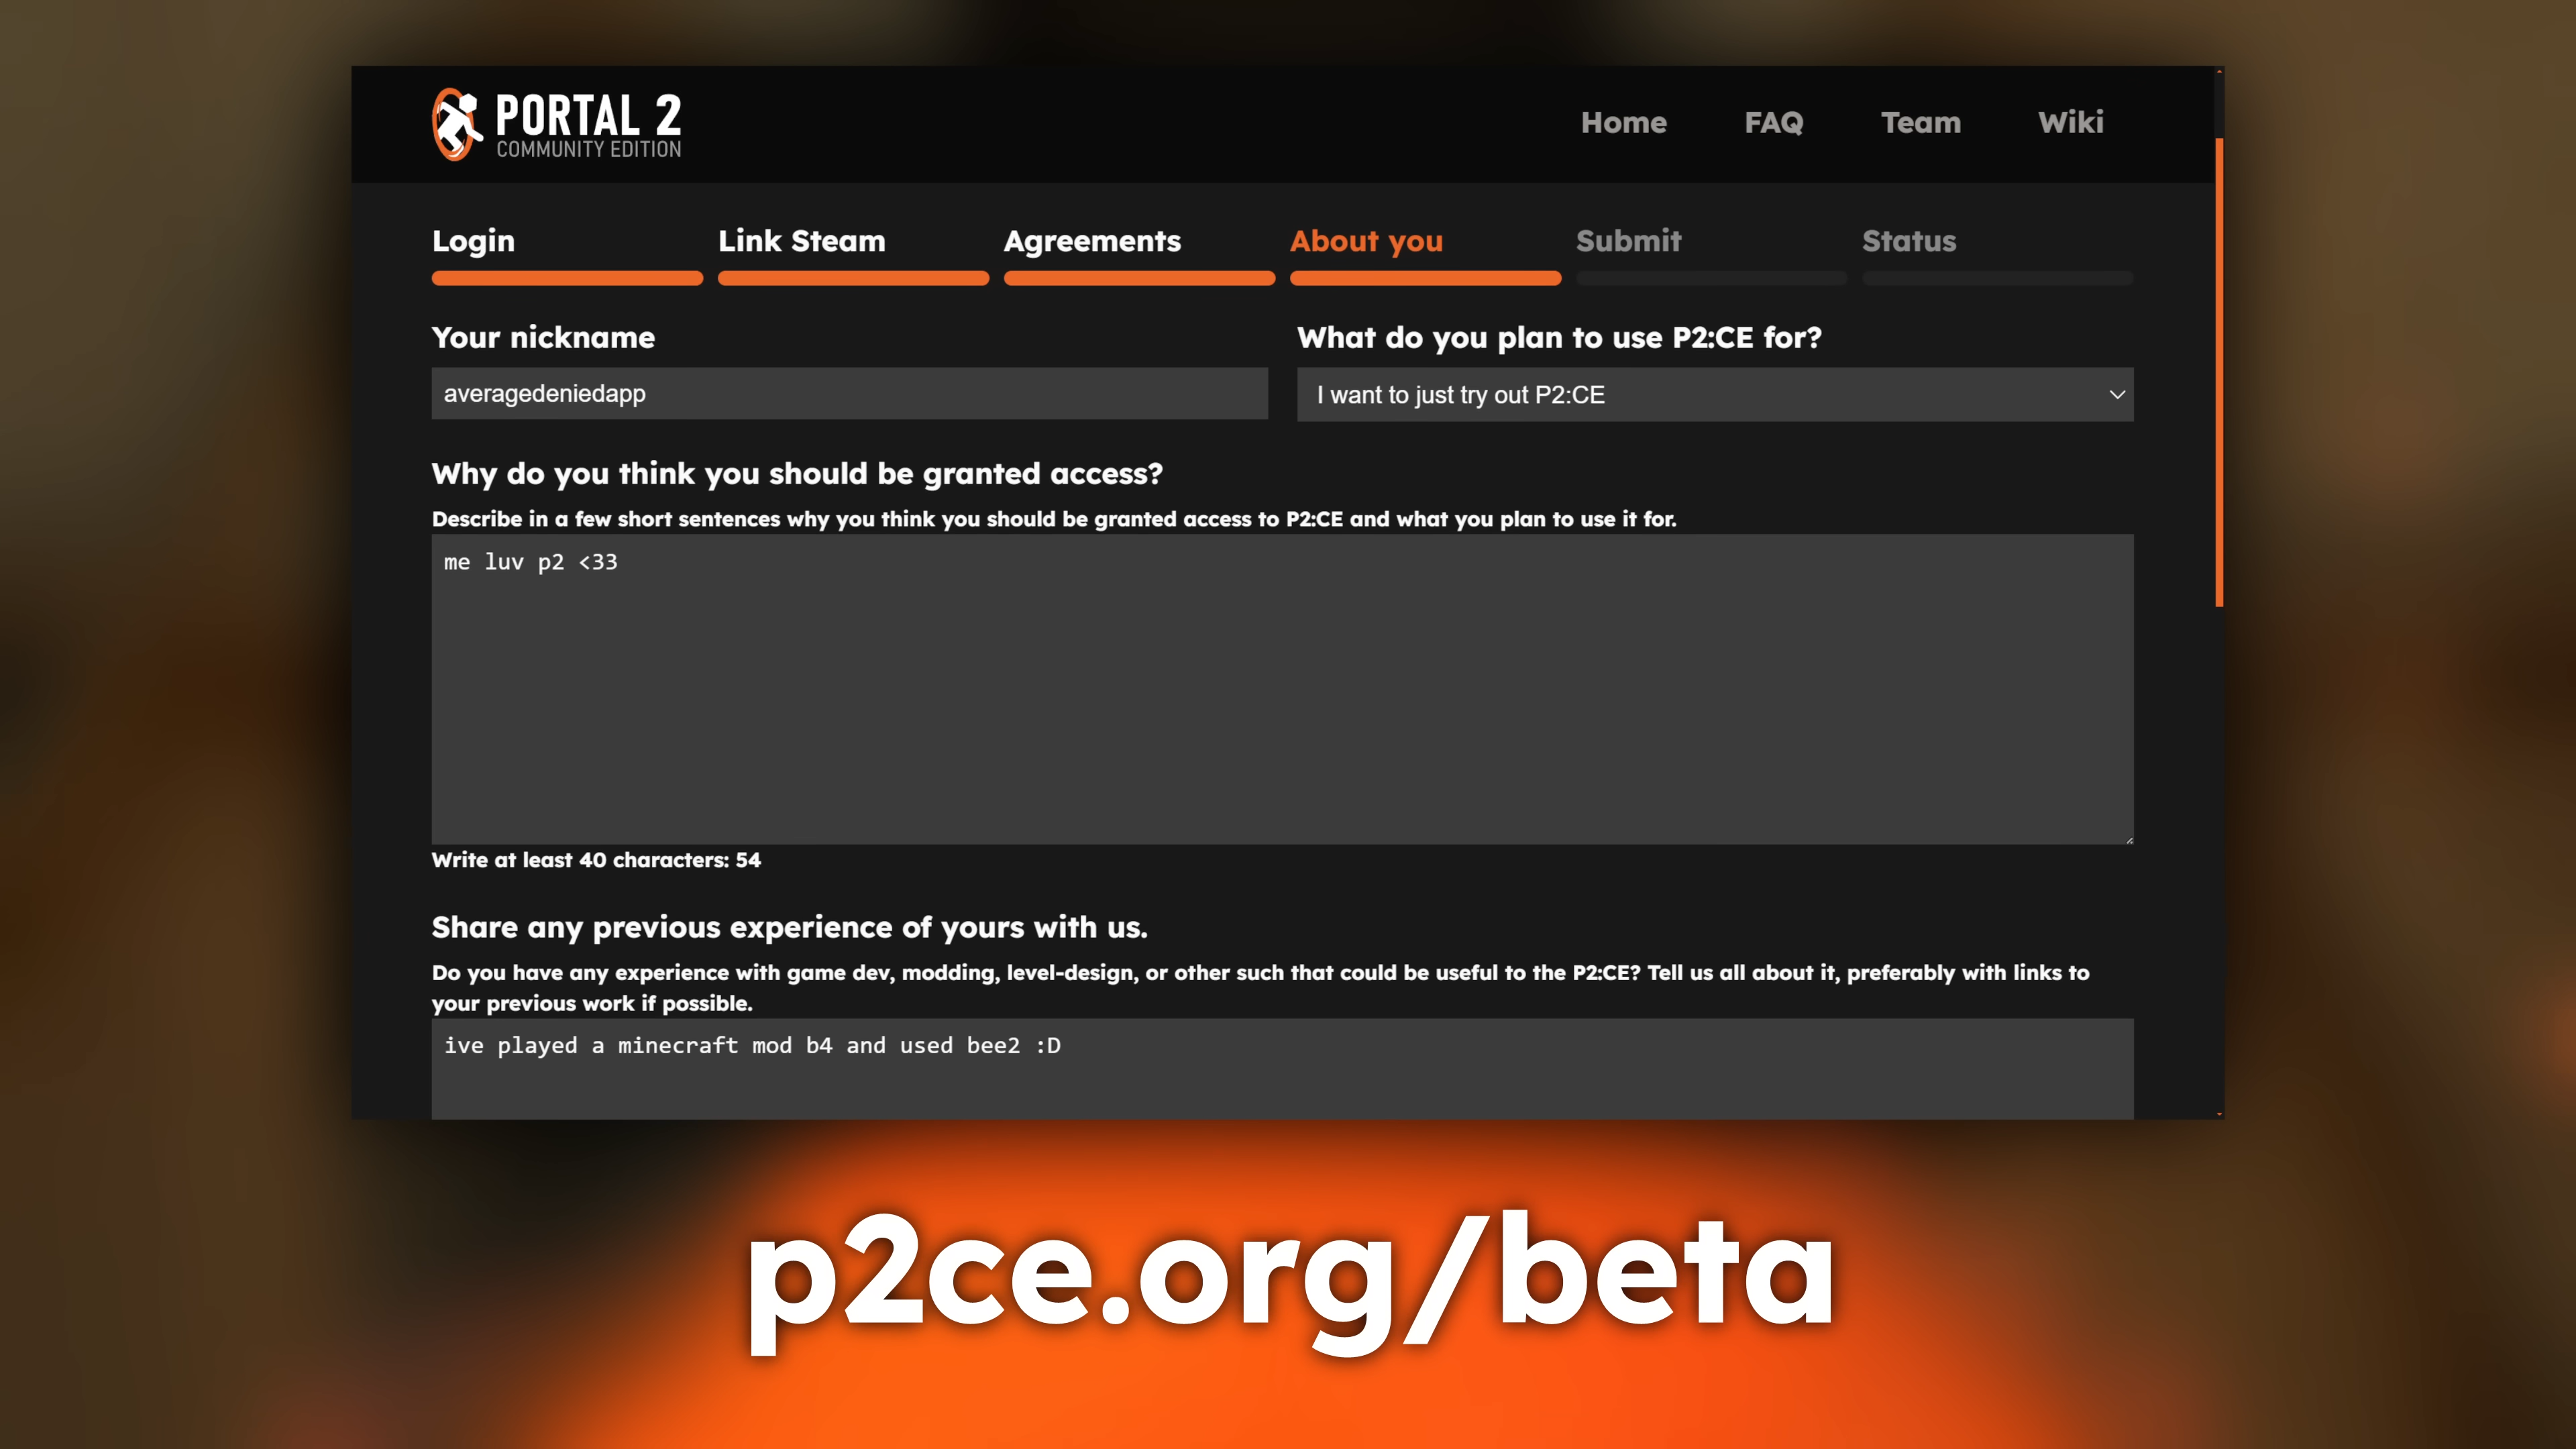 PORTAL 2
COMMUNITY EDITION
Home FAQ Team Wiki
Login Link Steam Agreements About you Submit Status
Your nickname
averagedeniedapp
What do you plan to use P2:CE for?
I want to just try out P2:CE
Why do you think you should be granted access?
Describe in a few short sentences why you think you should be granted access to P2:CE and what you plan to use it for.
me luv p2 <33
Write at least 40 characters: 54
Share any previous experience of yours with us.
Do you have any experience with game dev, modding, level-design, or other such that could be useful to the P2:CE? Tell us all about it, preferably with links to
your previous work if possible.
ive played a minecraft mod b4 and used bee2 :D
p2ce.org/beta